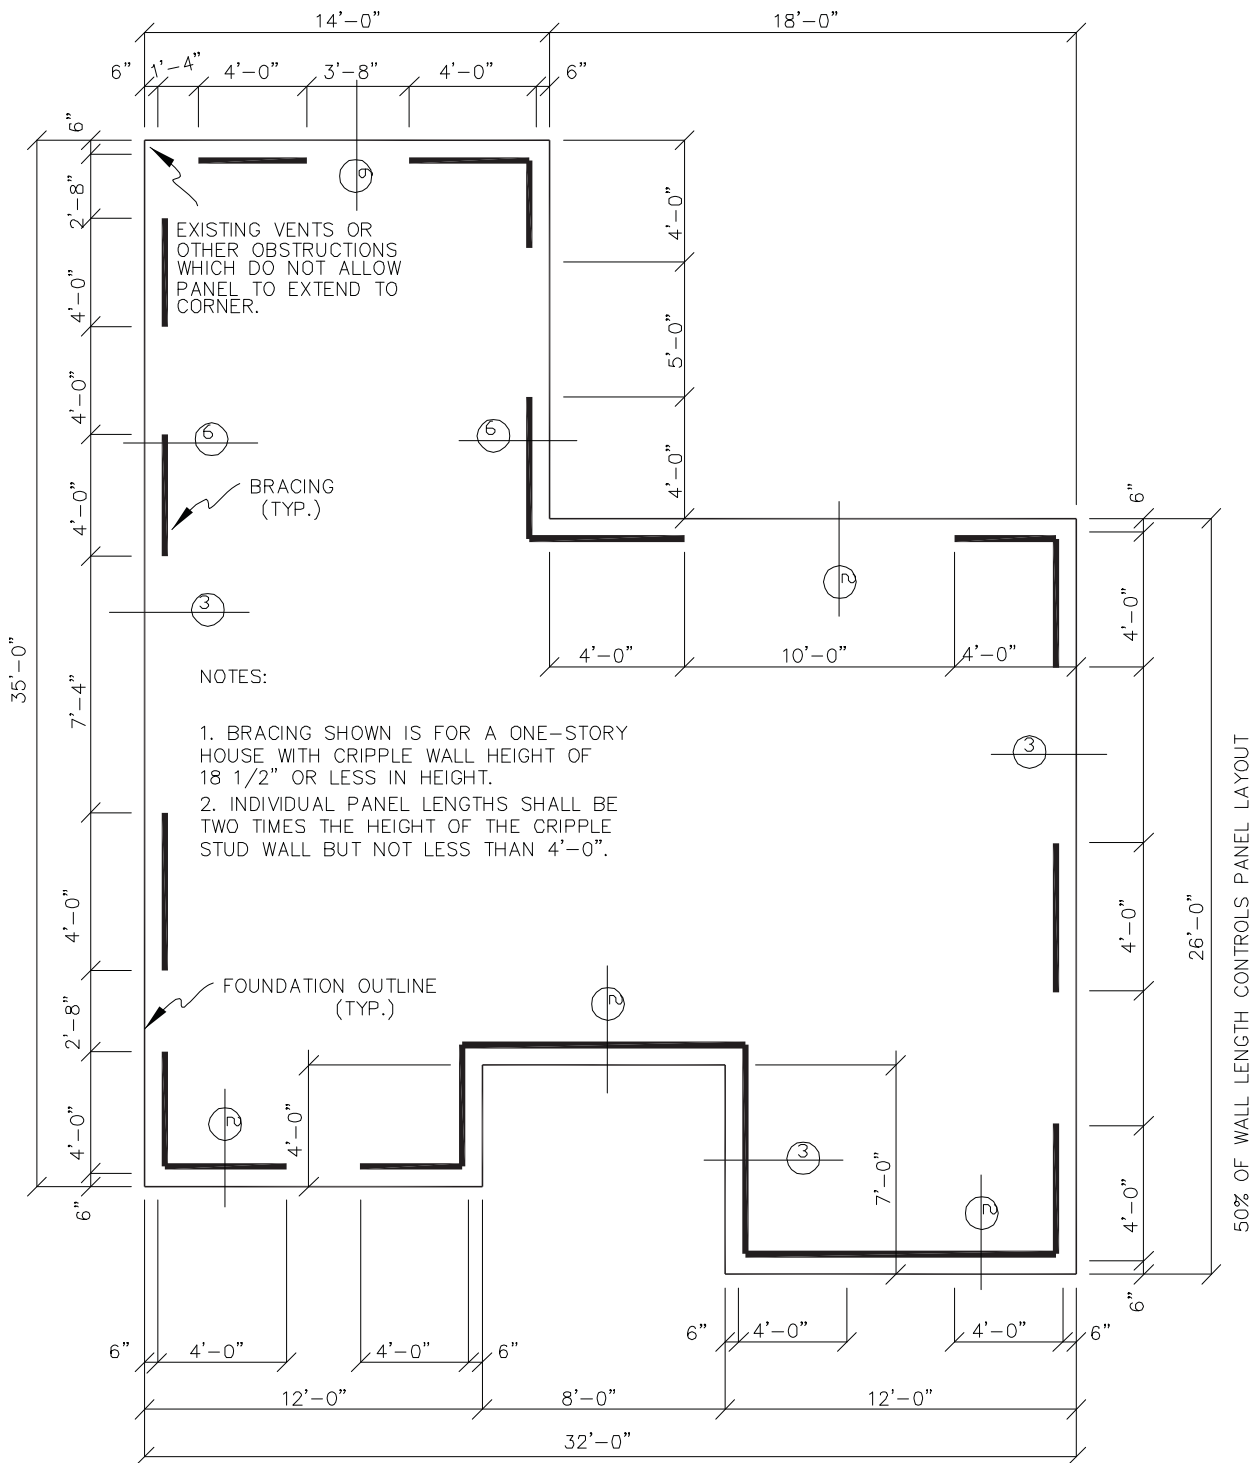 14'-0" 18'-0"
6" 1'-4" 4'-0" 3'-8" 4'-0" 6"
6"
2'-8"
4'-0"
4'-0"
4'-0"
7'-4"
4'-0"
2'-8"
4'-0"
6"
35'-0"
6
EXISTING VENTS OR
OTHER OBSTRUCTIONS
WHICH DO NOT ALLOW
PANEL TO EXTEND TO
CORNER.
4'-0"
5'-0"
4'-0"
6
6
BRACING
(TYP.)
2
3
4'-0" 10'-0" 4'-0"
NOTES:
1. BRACING SHOWN IS FOR A ONE-STORY
HOUSE WITH CRIPPLE WALL HEIGHT OF
18 1/2" OR LESS IN HEIGHT.
2. INDIVIDUAL PANEL LENGTHS SHALL BE
TWO TIMES THE HEIGHT OF THE CRIPPLE
STUD WALL BUT NOT LESS THAN 4'-0".
3
6"
4'-0"
4'-0"
4'-0"
6"
26'-0"
50% OF WALL LENGTH CONTROLS PANEL LAYOUT
FOUNDATION OUTLINE
(TYP.)
2
2
4'-0"
3
7'-0"
2
6" 4'-0" 4'-0" 6"
6" 4'-0" 4'-0" 6"
12'-0" 8'-0" 12'-0"
32'-0"